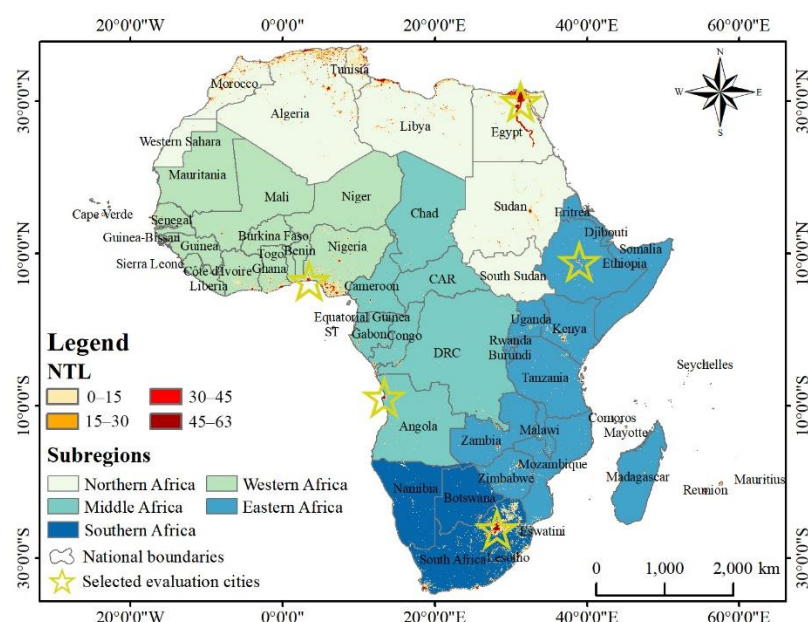 20°0'0"W 0°0'0" 20°0'0"E 40°0'0"E 60°0'0"E
30°0'0"N
10°0'0"N
10°0'0"S
30°0'0"S
30°0'0"N
10°0'0"N
10°0'0"S
30°0'0"S
N
W E
S
Morocco
Tunisia
Algeria
Libya
Egypt
Western Sahara
Mauritania
Mali
Niger
Chad
Sudan
Eritrea
Cape Verde
Senegal
Djibouti
Guinea-Bissau
Guinea
Burkina Faso
Benin
Nigeria
Somalia
Ethiopia
Sierra Leone
Côte d'Ivoire
Togo
Ghana
Liberia
Cameroon
CAR
South Sudan
Equatorial Guinea
ST
Gabon
Congo
DRC
Uganda
Kenya
Rwanda
Burundi
Tanzania
Seychelles
Angola
Zambia
Malawi
Comoros
Mayotte
Mozambique
Zimbabwe
Madagascar
Reunion
Mauritius
Namibia
Botswana
Eswatini
South Africa
Lesotho
Legend
NTL
0–15 30–45
15–30 45–63
Subregions
Northern Africa Western Africa
Middle Africa Eastern Africa
Southern Africa
National boundaries
Selected evaluation cities
0 1,000 2,000 km
20°0'0"W 0°0'0" 20°0'0"E 40°0'0"E 60°0'0"E